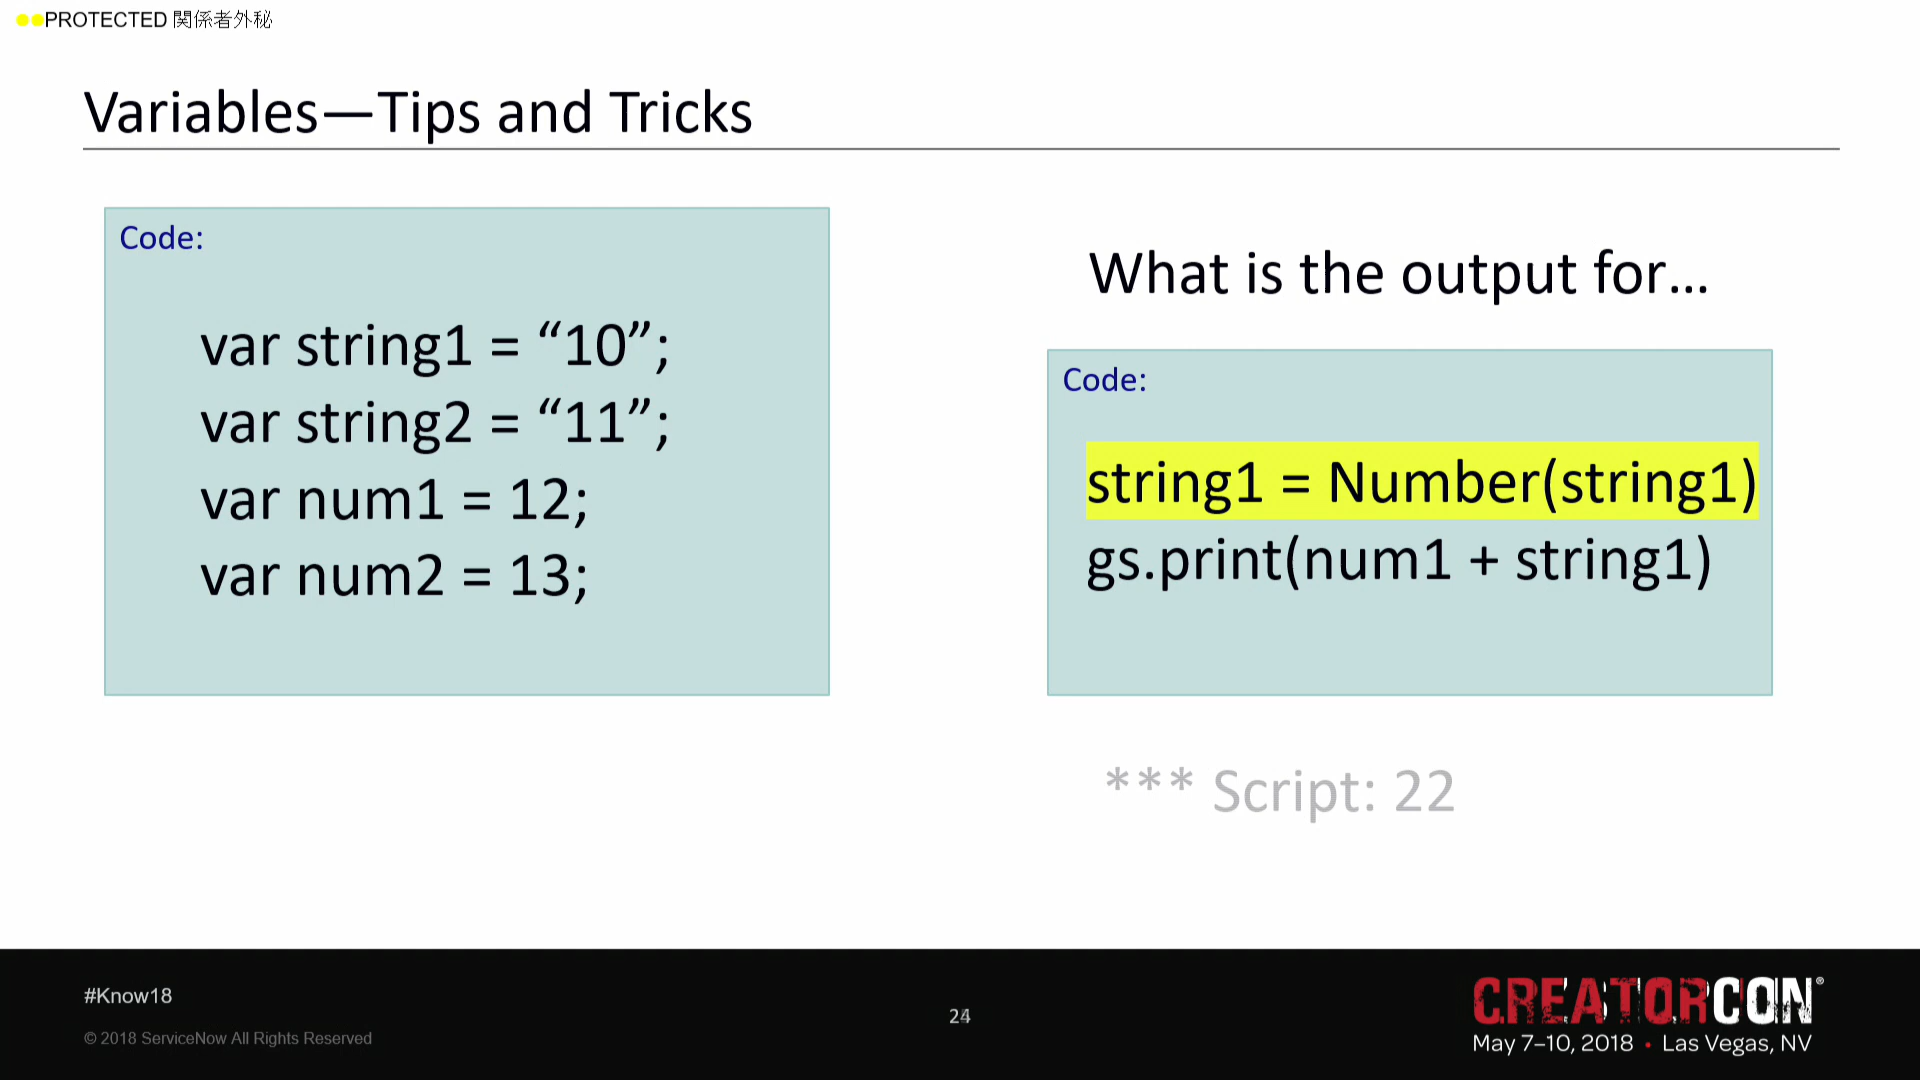 PROTECTED 関係者外秘
Variables—Tips and Tricks
Code:
var string1 = “10”;
var string2 = “11”;
var num1 = 12;
var num2 = 13;
What is the output for…
Code:
string1 = Number(string1)
gs.print(num1 + string1)
*** Script: 22
#Know18
© 2018 ServiceNow All Rights Reserved
24
CREATORCON®
May 7–10, 2018 • Las Vegas, NV